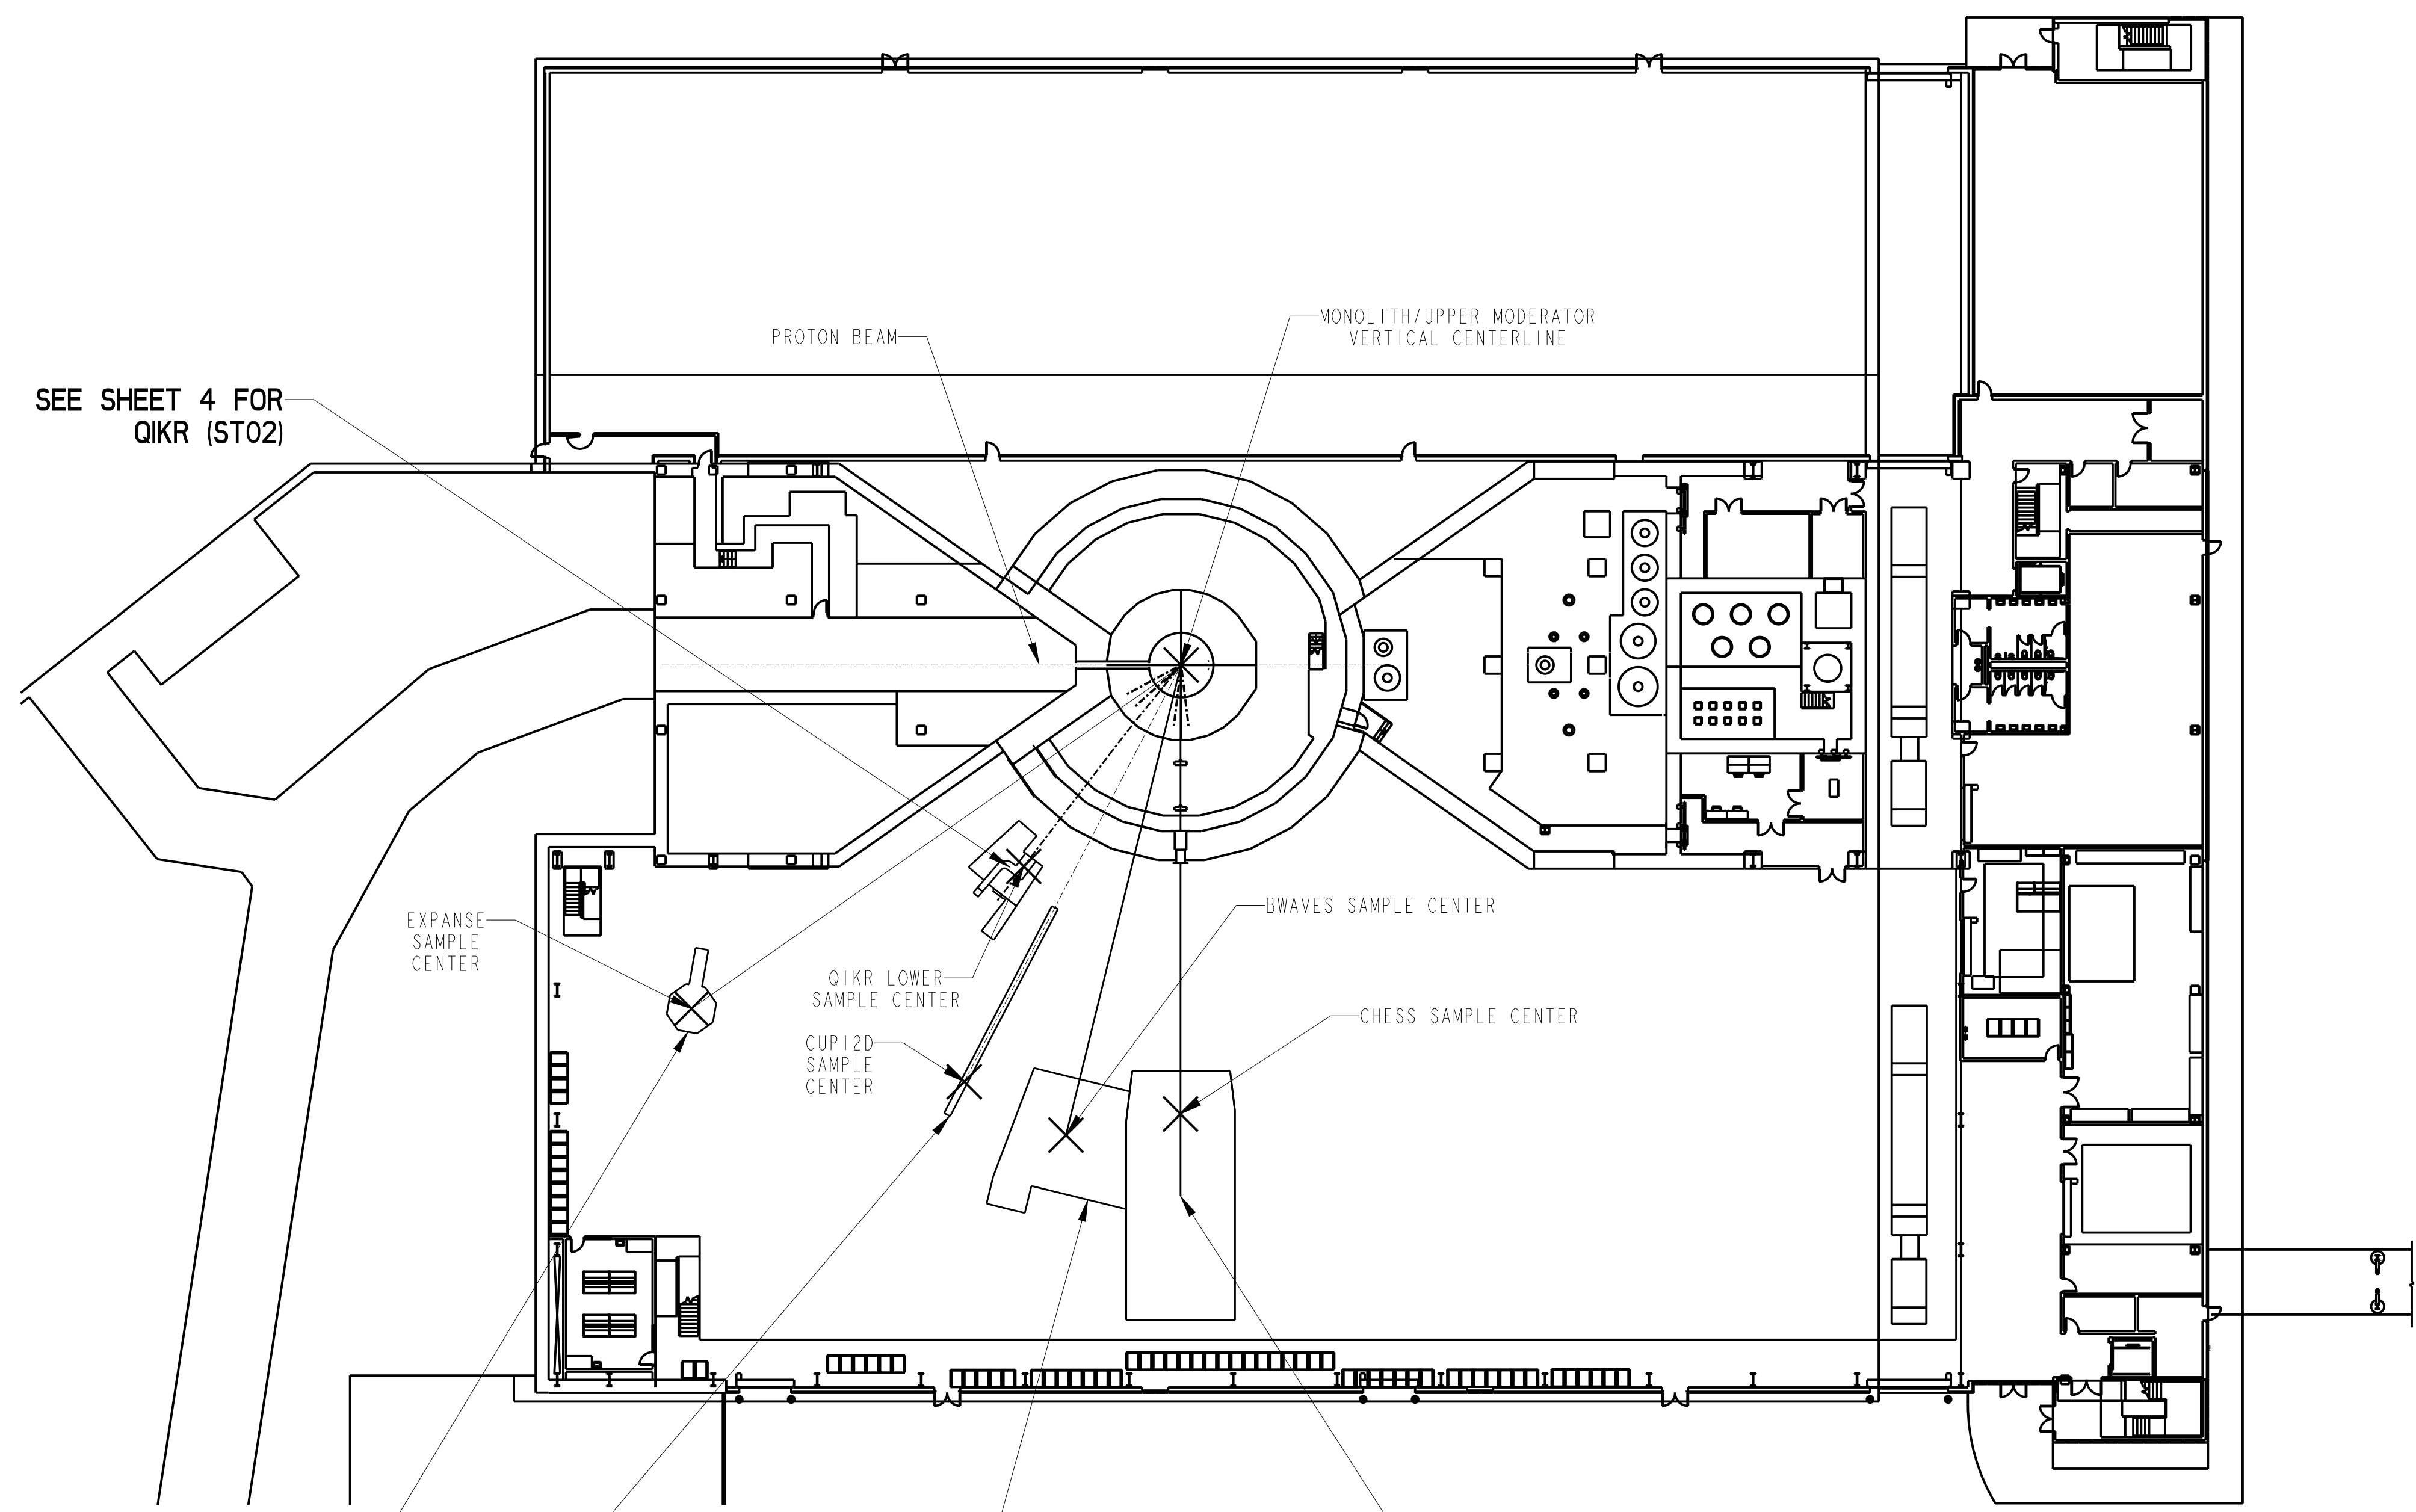 MONOLITH/UPPER MODERATOR
VERTICAL CENTERLINE
PROTON BEAM
SEE SHEET 4 FOR
QIKR (ST02)
BWAVES SAMPLE CENTER
EXPANSE
SAMPLE
CENTER
QIKR LOWER
SAMPLE CENTER
CHESS SAMPLE CENTER
CUPI2D
SAMPLE
CENTER